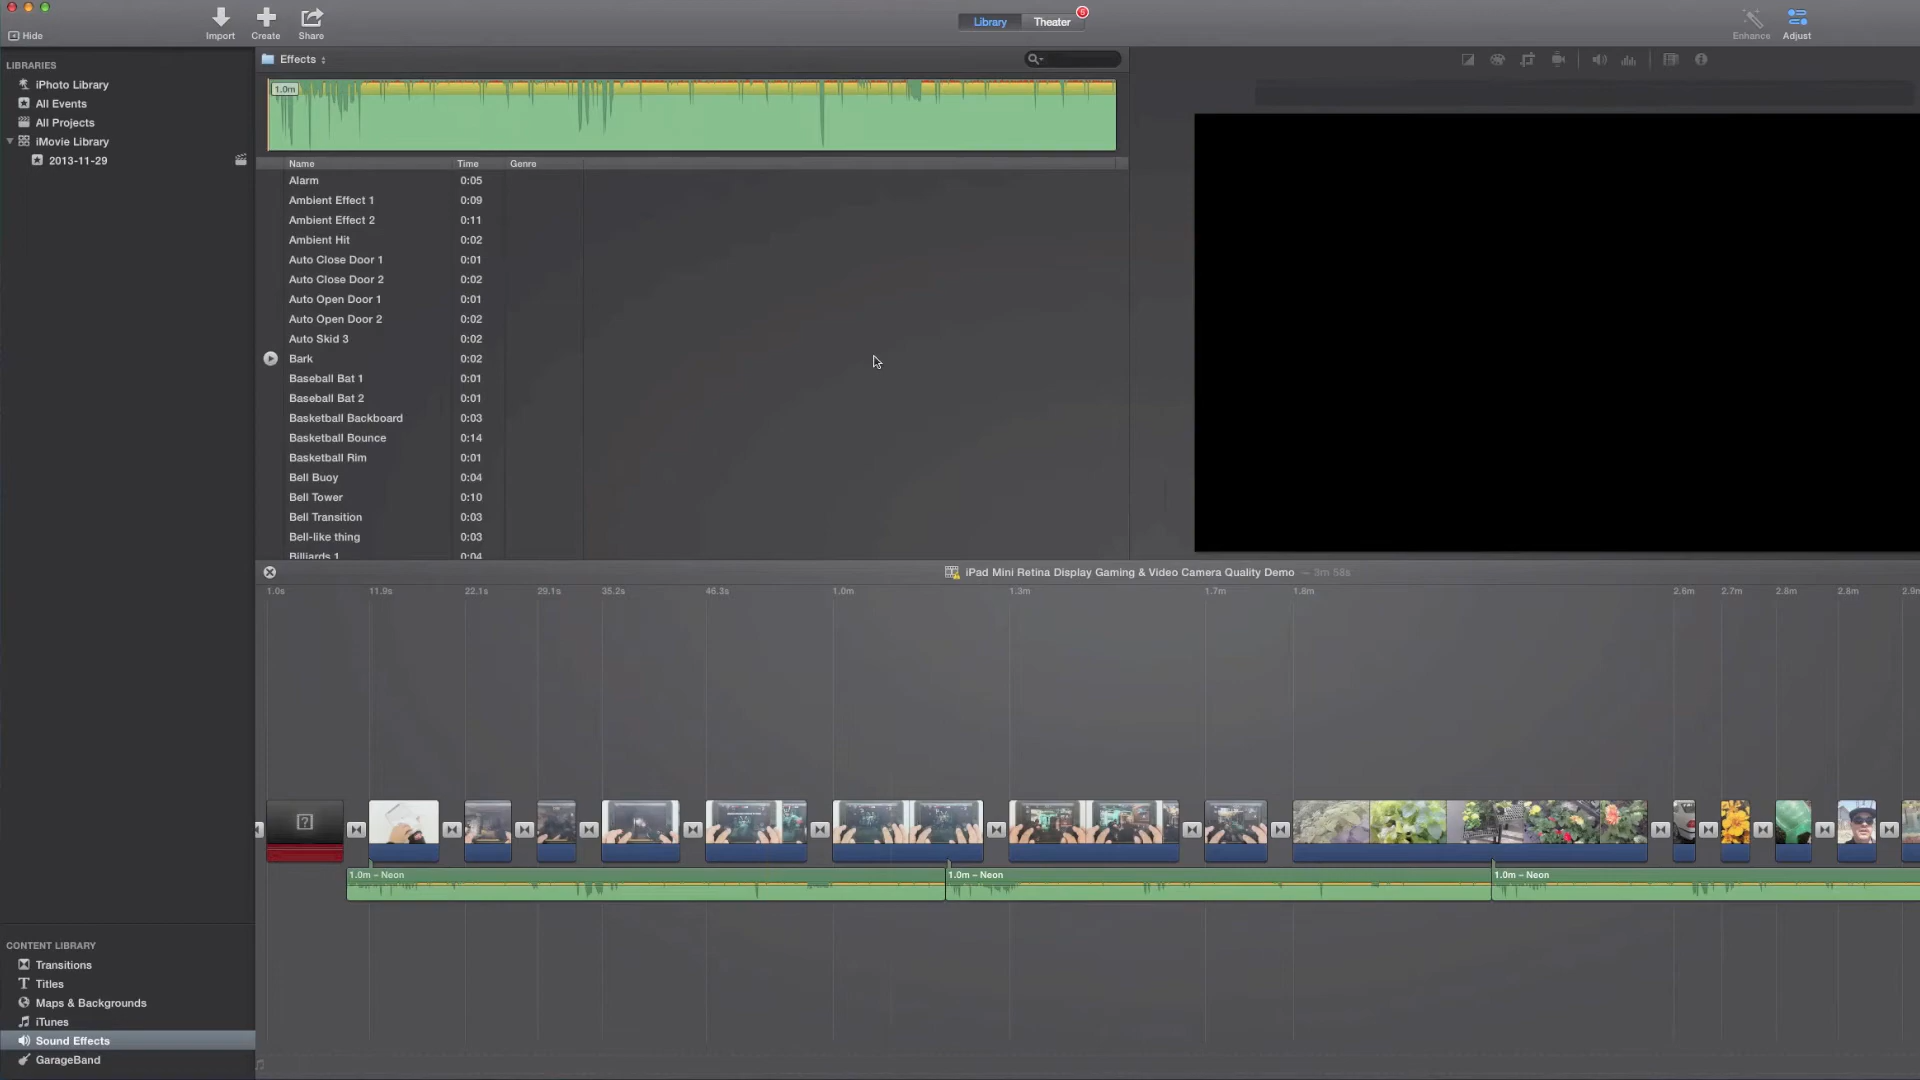 Hide
Import
Create
Share
Library
Theater
6
Enhance
Adjust
LIBRARIES
iPhoto Library
All Events
All Projects
iMovie Library
2013-11-29
Effects
1.0m
Name Time Genre
Alarm 0:05
Ambient Effect 1 0:09
Ambient Effect 2 0:11
Ambient Hit 0:02
Auto Close Door 1 0:01
Auto Close Door 2 0:02
Auto Open Door 1 0:01
Auto Open Door 2 0:02
Auto Skid 3 0:02
Bark 0:02
Baseball Bat 1 0:01
Baseball Bat 2 0:01
Basketball Backboard 0:03
Basketball Bounce 0:14
Basketball Rim 0:01
Bell Buoy 0:04
Bell Tower 0:10
Bell Transition 0:03
Bell-like thing 0:03
Billiards 1 0:04
iPad Mini Retina Display Gaming & Video Camera Quality Demo — 3m 58s
1.0s 11.9s 22.1s 29.1s 35.2s 46.3s 1.0m 1.3m 1.7m 1.8m 2.6m 2.7m 2.8m 2.8m 2.9m
?
1.0m – Neon 1.0m – Neon 1.0m – Neon
CONTENT LIBRARY
Transitions
T Titles
Maps & Backgrounds
iTunes
Sound Effects
GarageBand